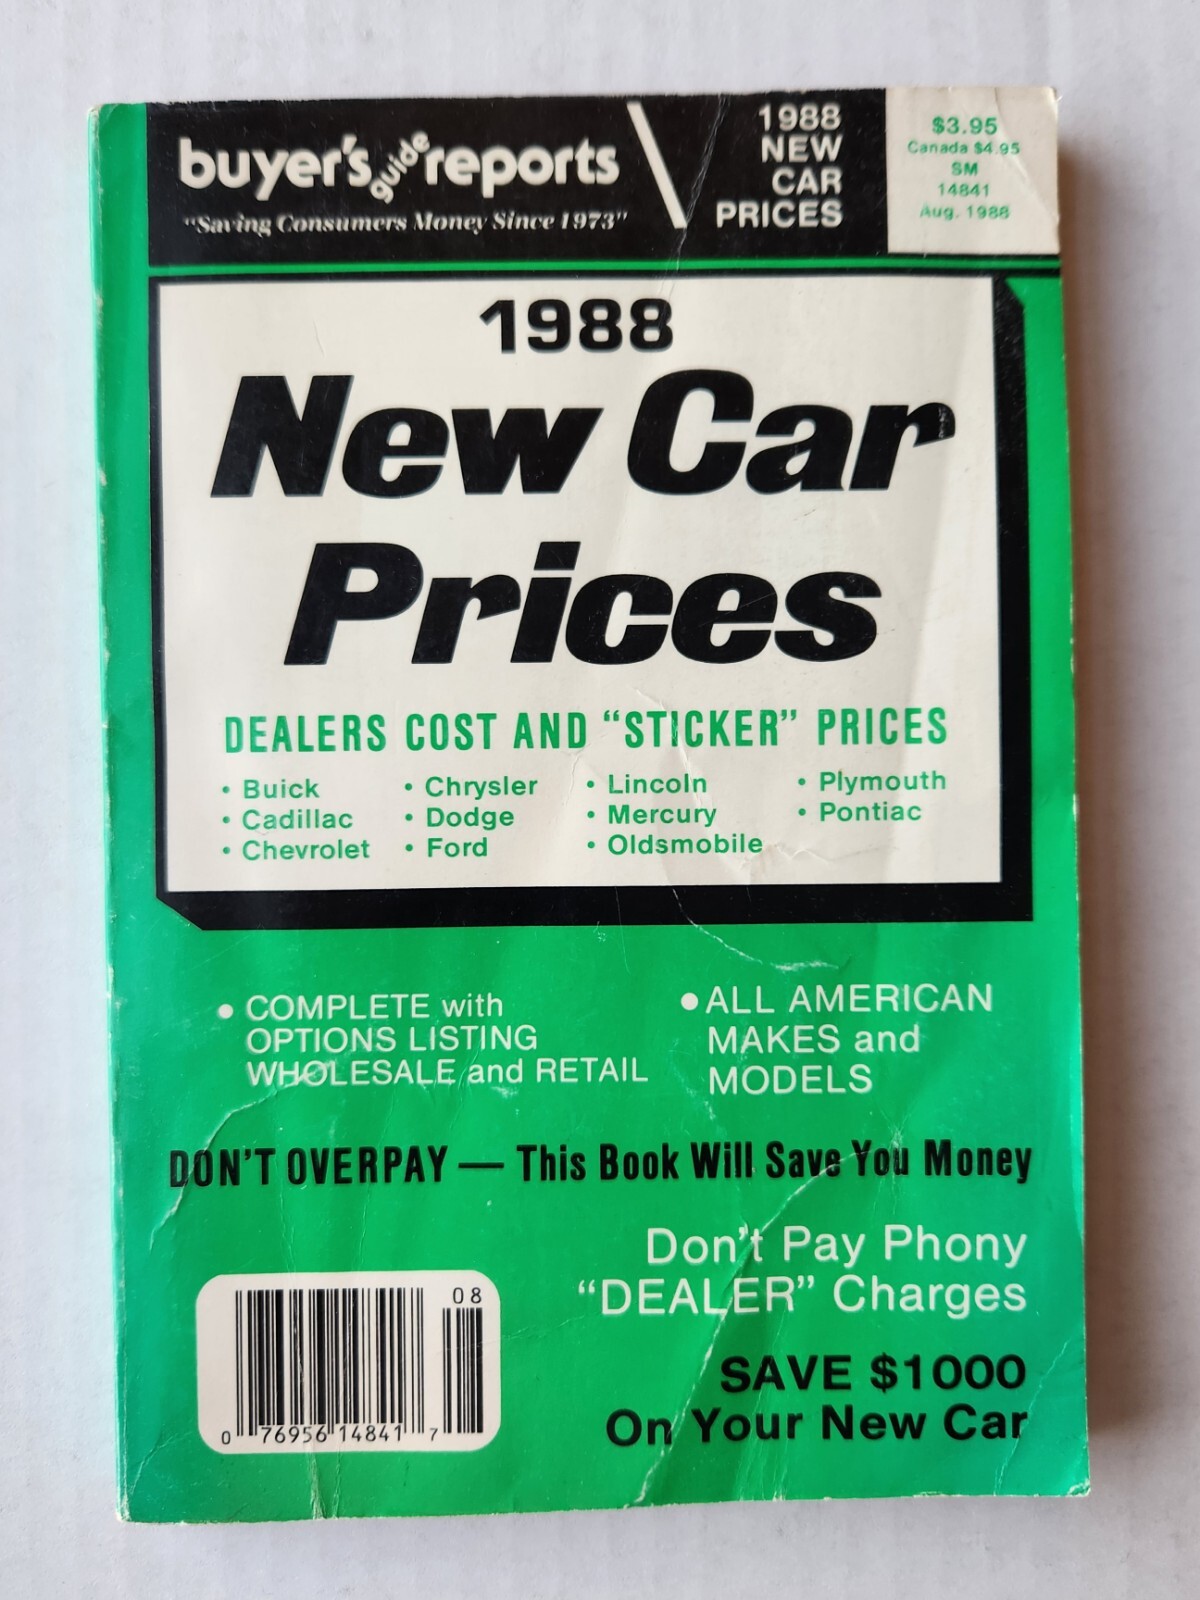 buyer's guide reports
"Saving Consumers Money Since 1973"
1988
NEW
CAR
PRICES
$3.95
Canada $4.95
SM
14841
Aug. 1988
1988
New Car
Prices
DEALERS COST AND "STICKER" PRICES
• Buick
• Cadillac
• Chevrolet
• Chrysler
• Dodge
• Ford
• Lincoln
• Mercury
• Oldsmobile
• Plymouth
• Pontiac
• COMPLETE with
OPTIONS LISTING
WHOLESALE and RETAIL
• ALL AMERICAN
MAKES and
MODELS
DON'T OVERPAY — This Book Will Save You Money
Don't Pay Phony
"DEALER" Charges
SAVE $1000
On Your New Car
08
0 76956 14841 7